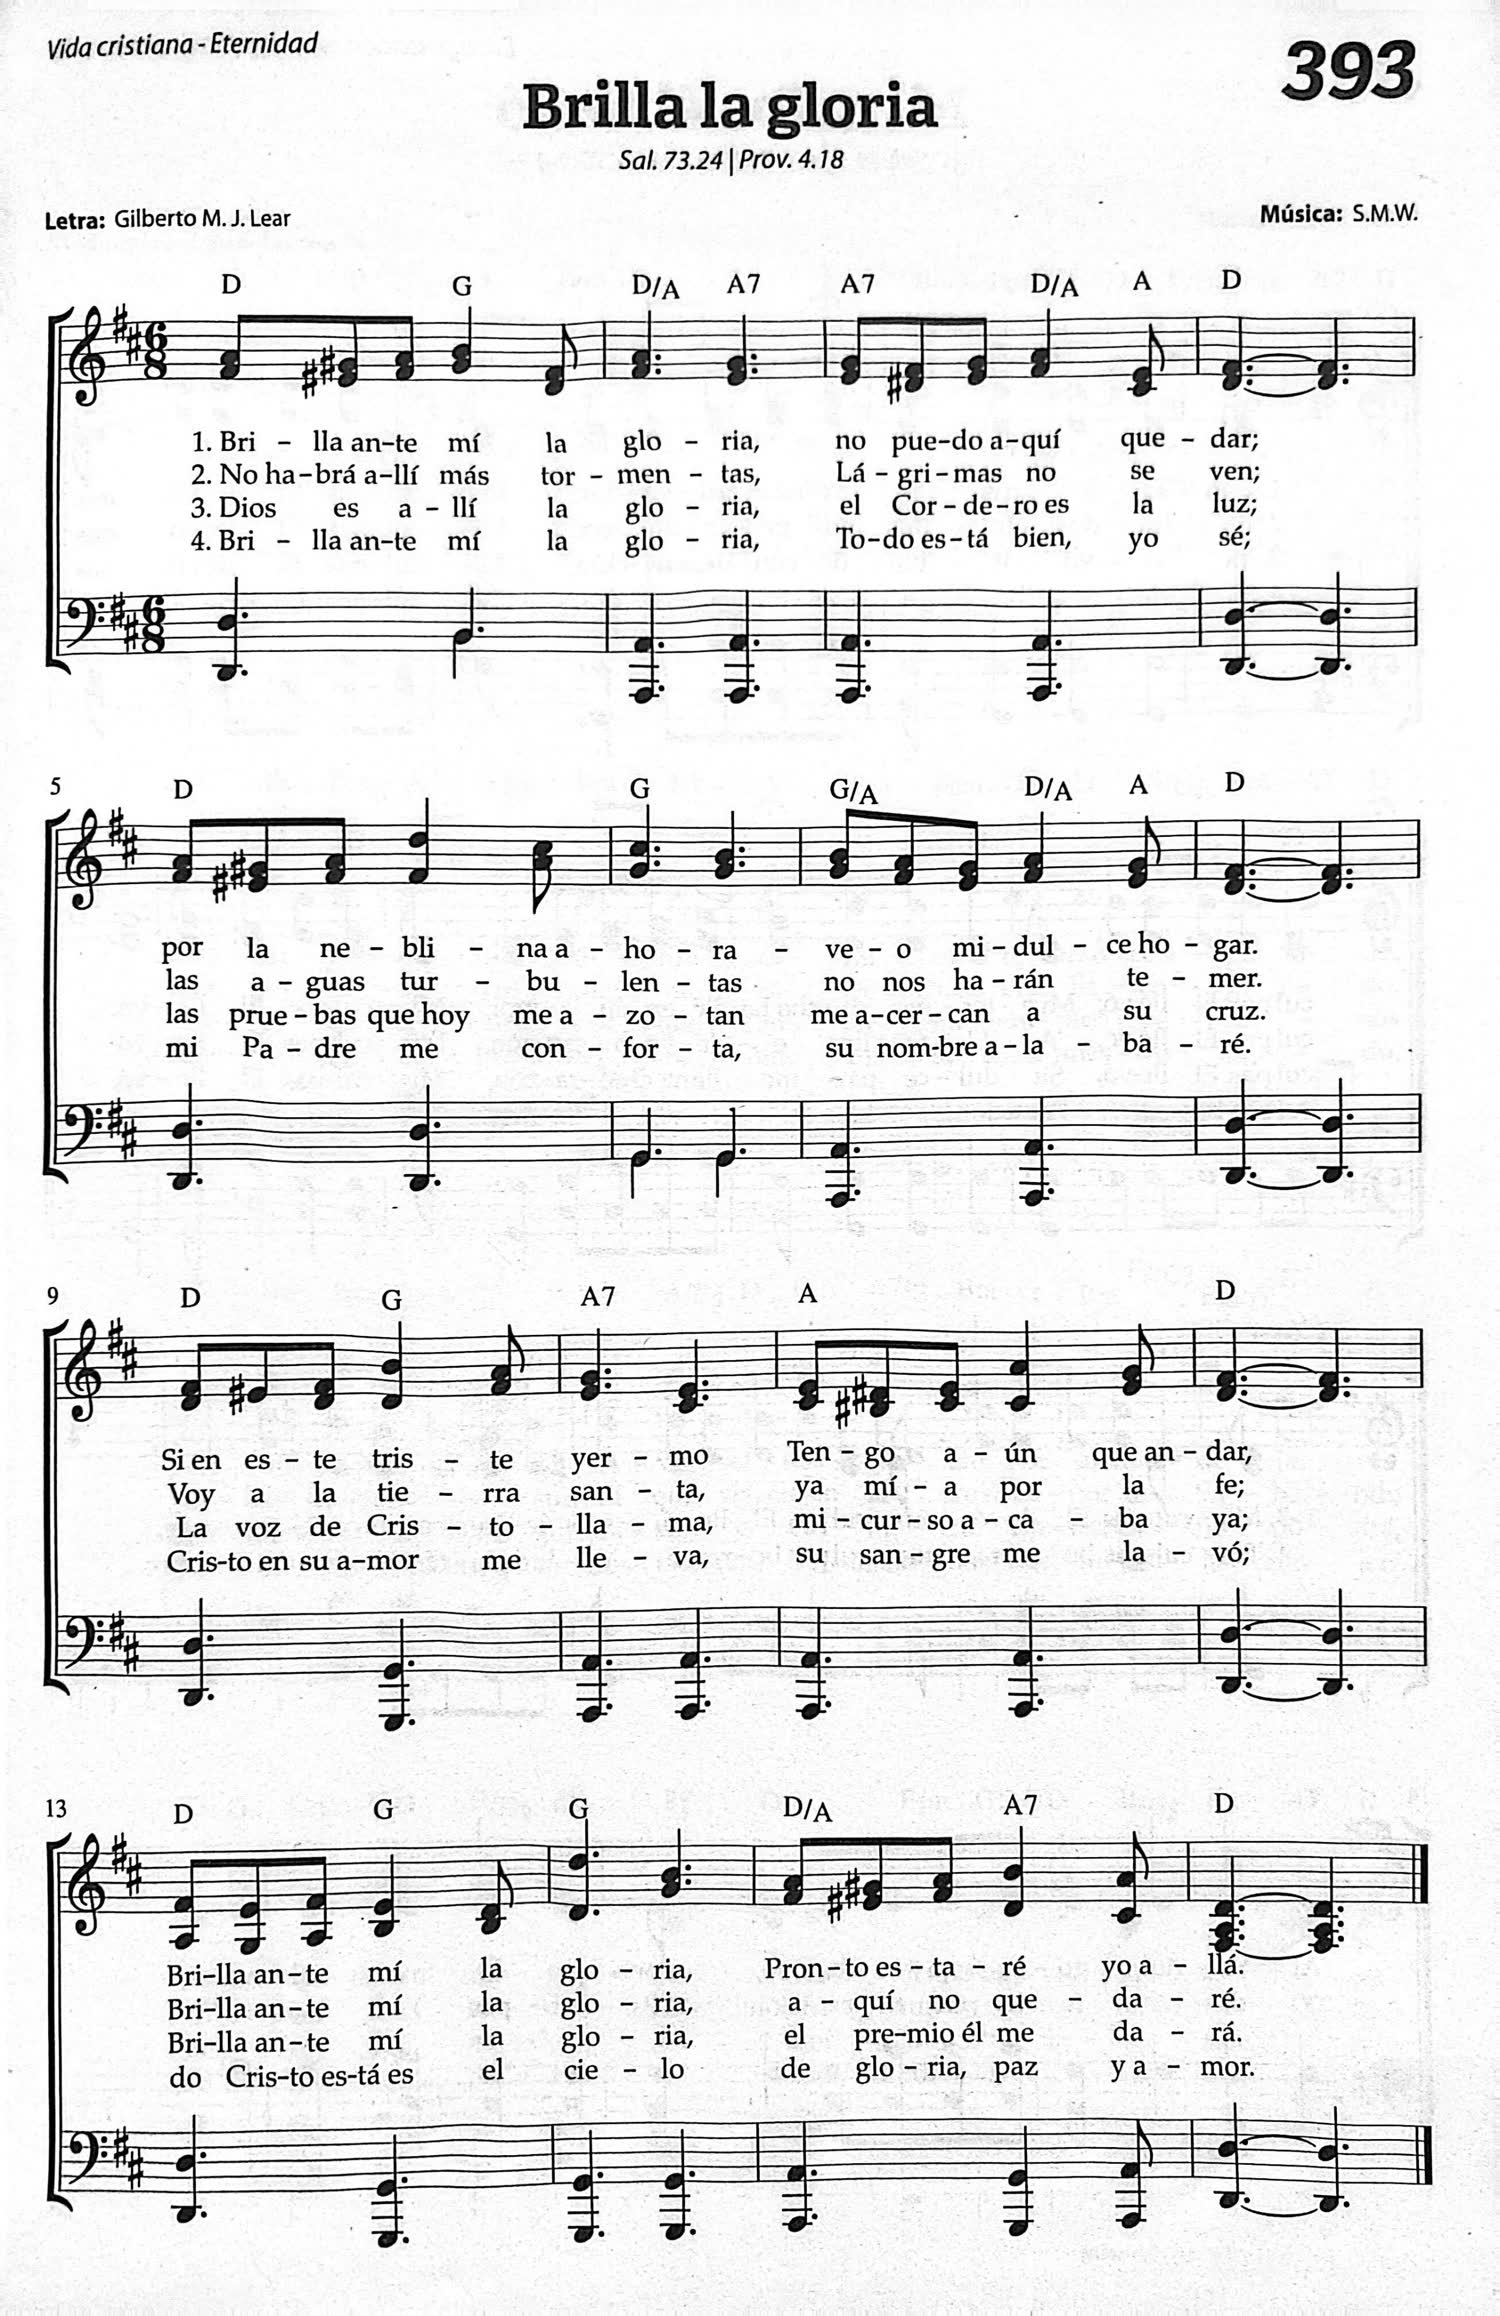 Vida cristiana - Eternidad
393
Brilla la gloria
Sal. 73.24 | Prov. 4.18
Letra: Gilberto M. J. Lear
Música: S.M.W.
D G D/A A7 A7 D/A A D
6 8
1. Bri - lla an-te mí la glo - ria, no pue-do a-quí que - dar;
2. No ha-brá a-llí más tor - men - tas, Lá - gri-mas no se ven;
3. Dios es a - llí la glo - ria, el Cor-de-ro es la luz;
4. Bri - lla an-te mí la glo - ria, To-do es-tá bien, yo sé;
6 8
5
D G G/A D/A A D
por la ne - bli - na a - ho - ra - ve - o mi-dul - ce ho - gar.
las a - guas tur - bu - len - tas no nos ha-rán te - mer.
las prue-bas que hoy me a - zo - tan me a-cer-can a su cruz.
mi Pa - dre me con - for - ta, su nom-bre a-la - ba - ré.
9
D G A7 A D
Si en es - te tris - te yer - mo Ten - go a - ún que an - dar,
Voy a la tie - rra san - ta, ya mí - a por la fe;
La voz de Cris - to - lla - ma, mi - cur - so a - ca - ba ya;
Cris-to en su a-mor me lle - va, su san-gre me la - vó;
13
D G G D/A A7 D
Bri-lla an-te mí la glo - ria, Pron-to es - ta - ré yo a - llá.
Bri-lla an-te mí la glo - ria, a - quí no que - da - ré.
Bri-lla an-te mí la glo - ria, el pre-mio él me da - rá.
do Cris-to es-tá es el cie - lo de glo-ria, paz y a - mor.